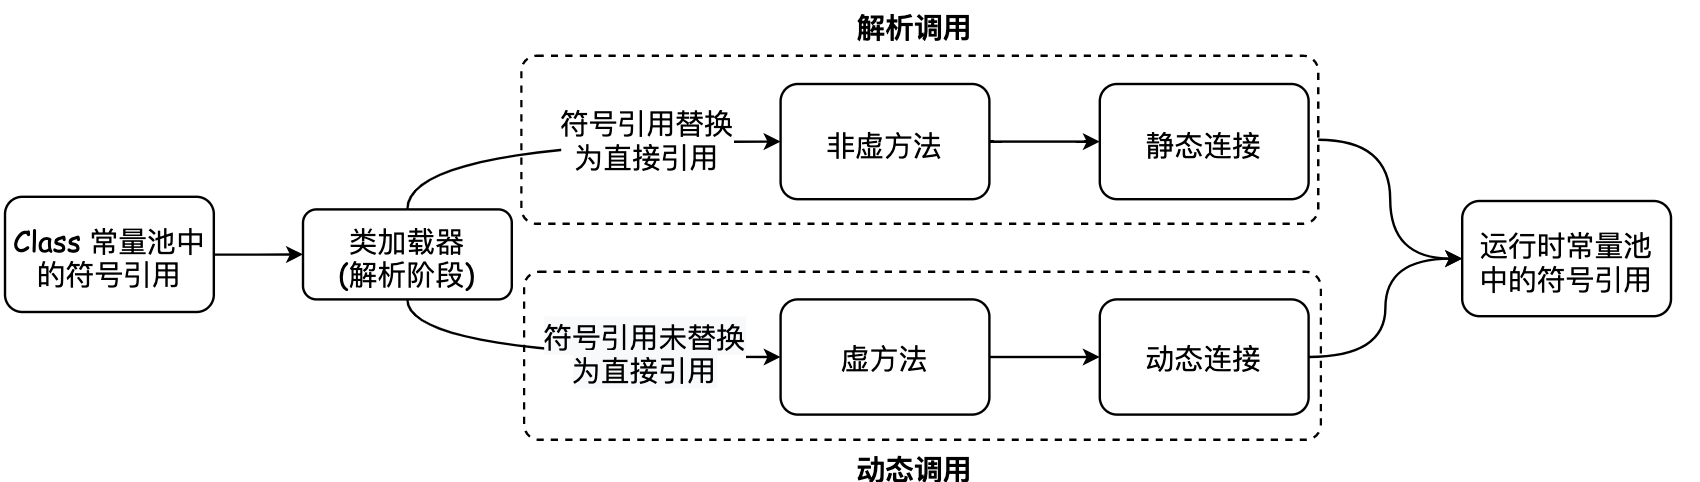 解析调用
符号引用替换
为直接引用
非虚方法
静态连接
Class 常量池中
的符号引用
类加载器
(解析阶段)
运行时常量池
中的符号引用
符号引用未替换
为直接引用
虚方法
动态连接
动态调用